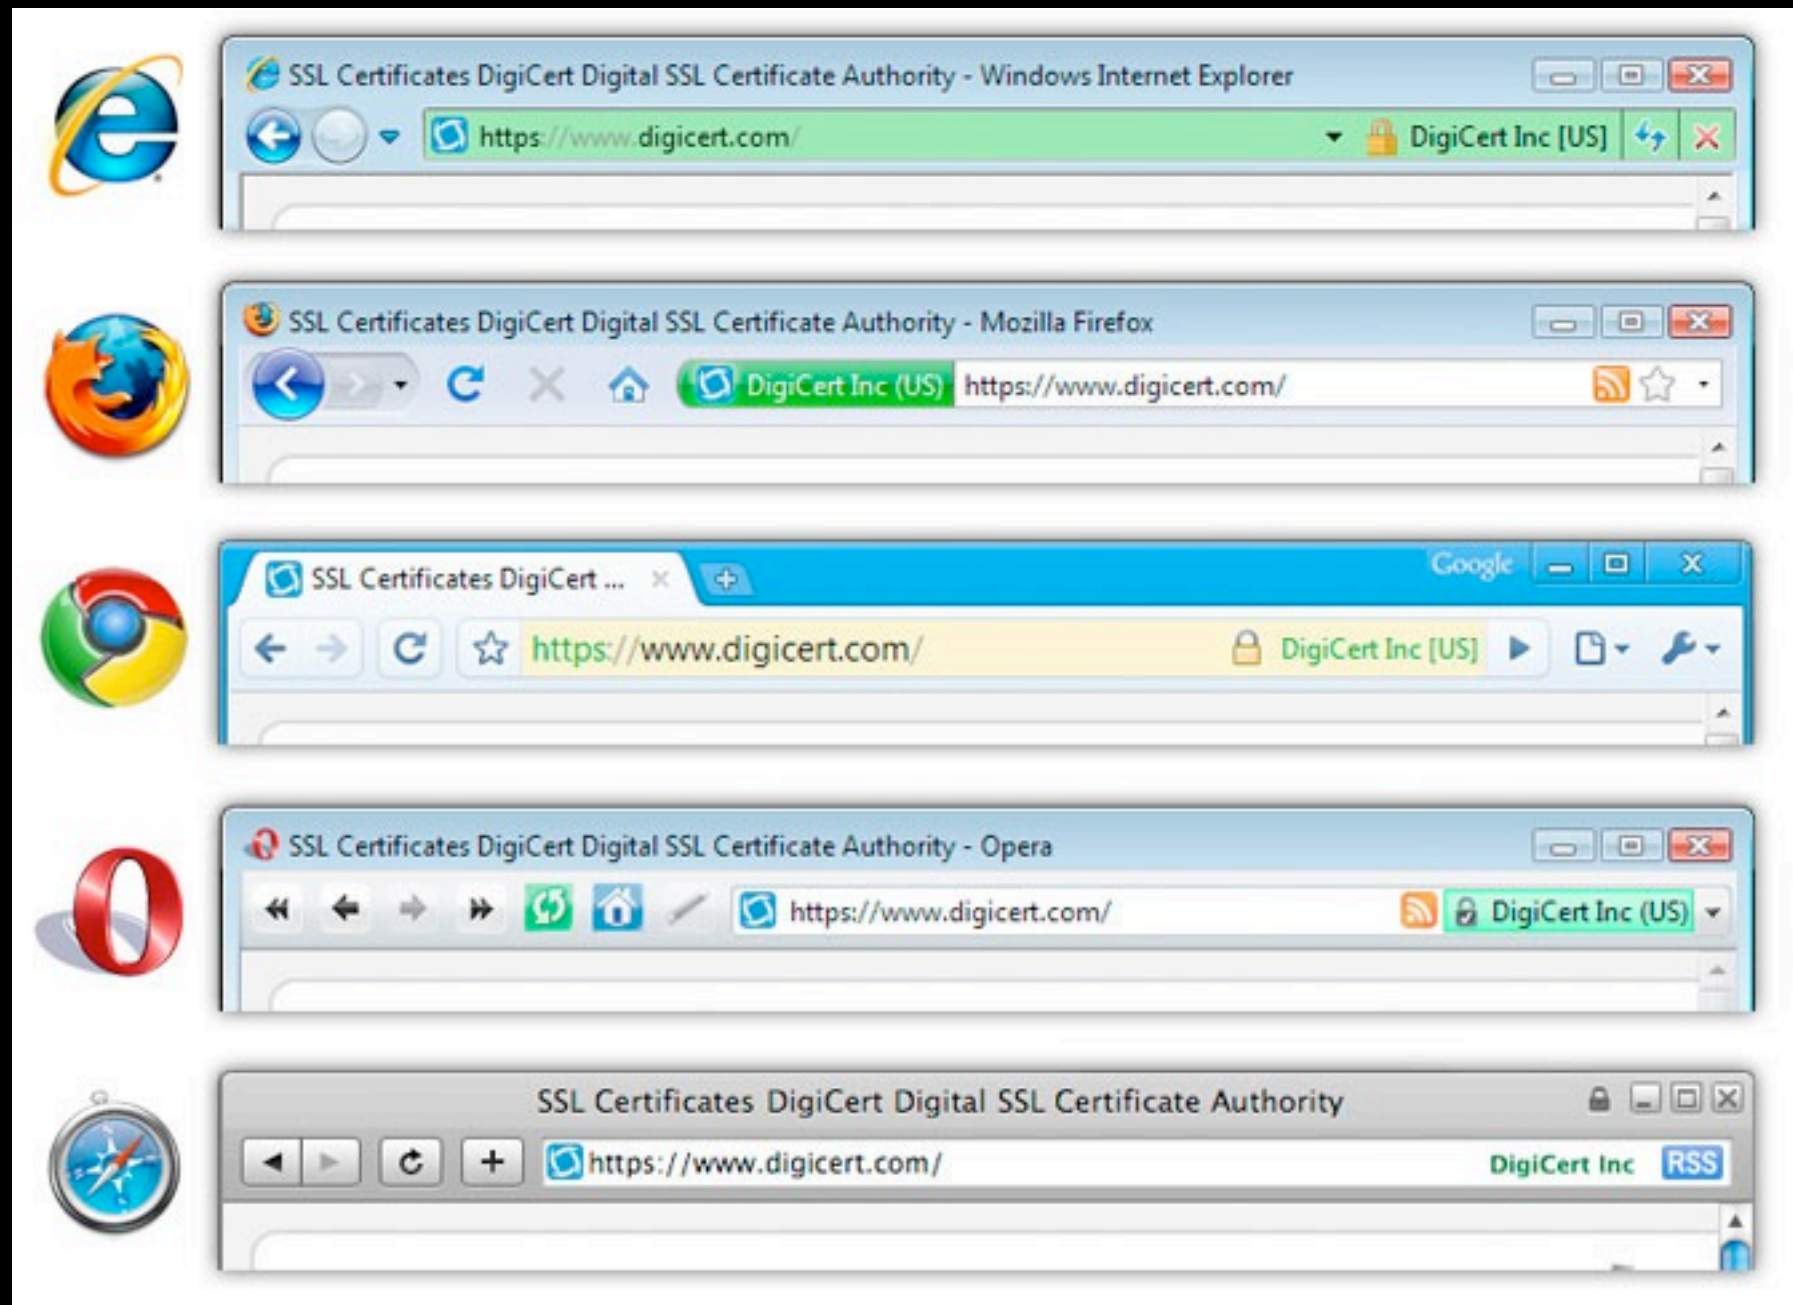 SSL Certificates DigiCert Digital SSL Certificate Authority - Windows Internet Explorer
https://www.digicert.com/ DigiCert Inc [US]
SSL Certificates DigiCert Digital SSL Certificate Authority - Mozilla Firefox
DigiCert Inc (US) https://www.digicert.com/
Google
SSL Certificates DigiCert ...
https://www.digicert.com/ DigiCert Inc [US]
SSL Certificates DigiCert Digital SSL Certificate Authority - Opera
https://www.digicert.com/ DigiCert Inc (US)
SSL Certificates DigiCert Digital SSL Certificate Authority
https://www.digicert.com/ DigiCert Inc RSS